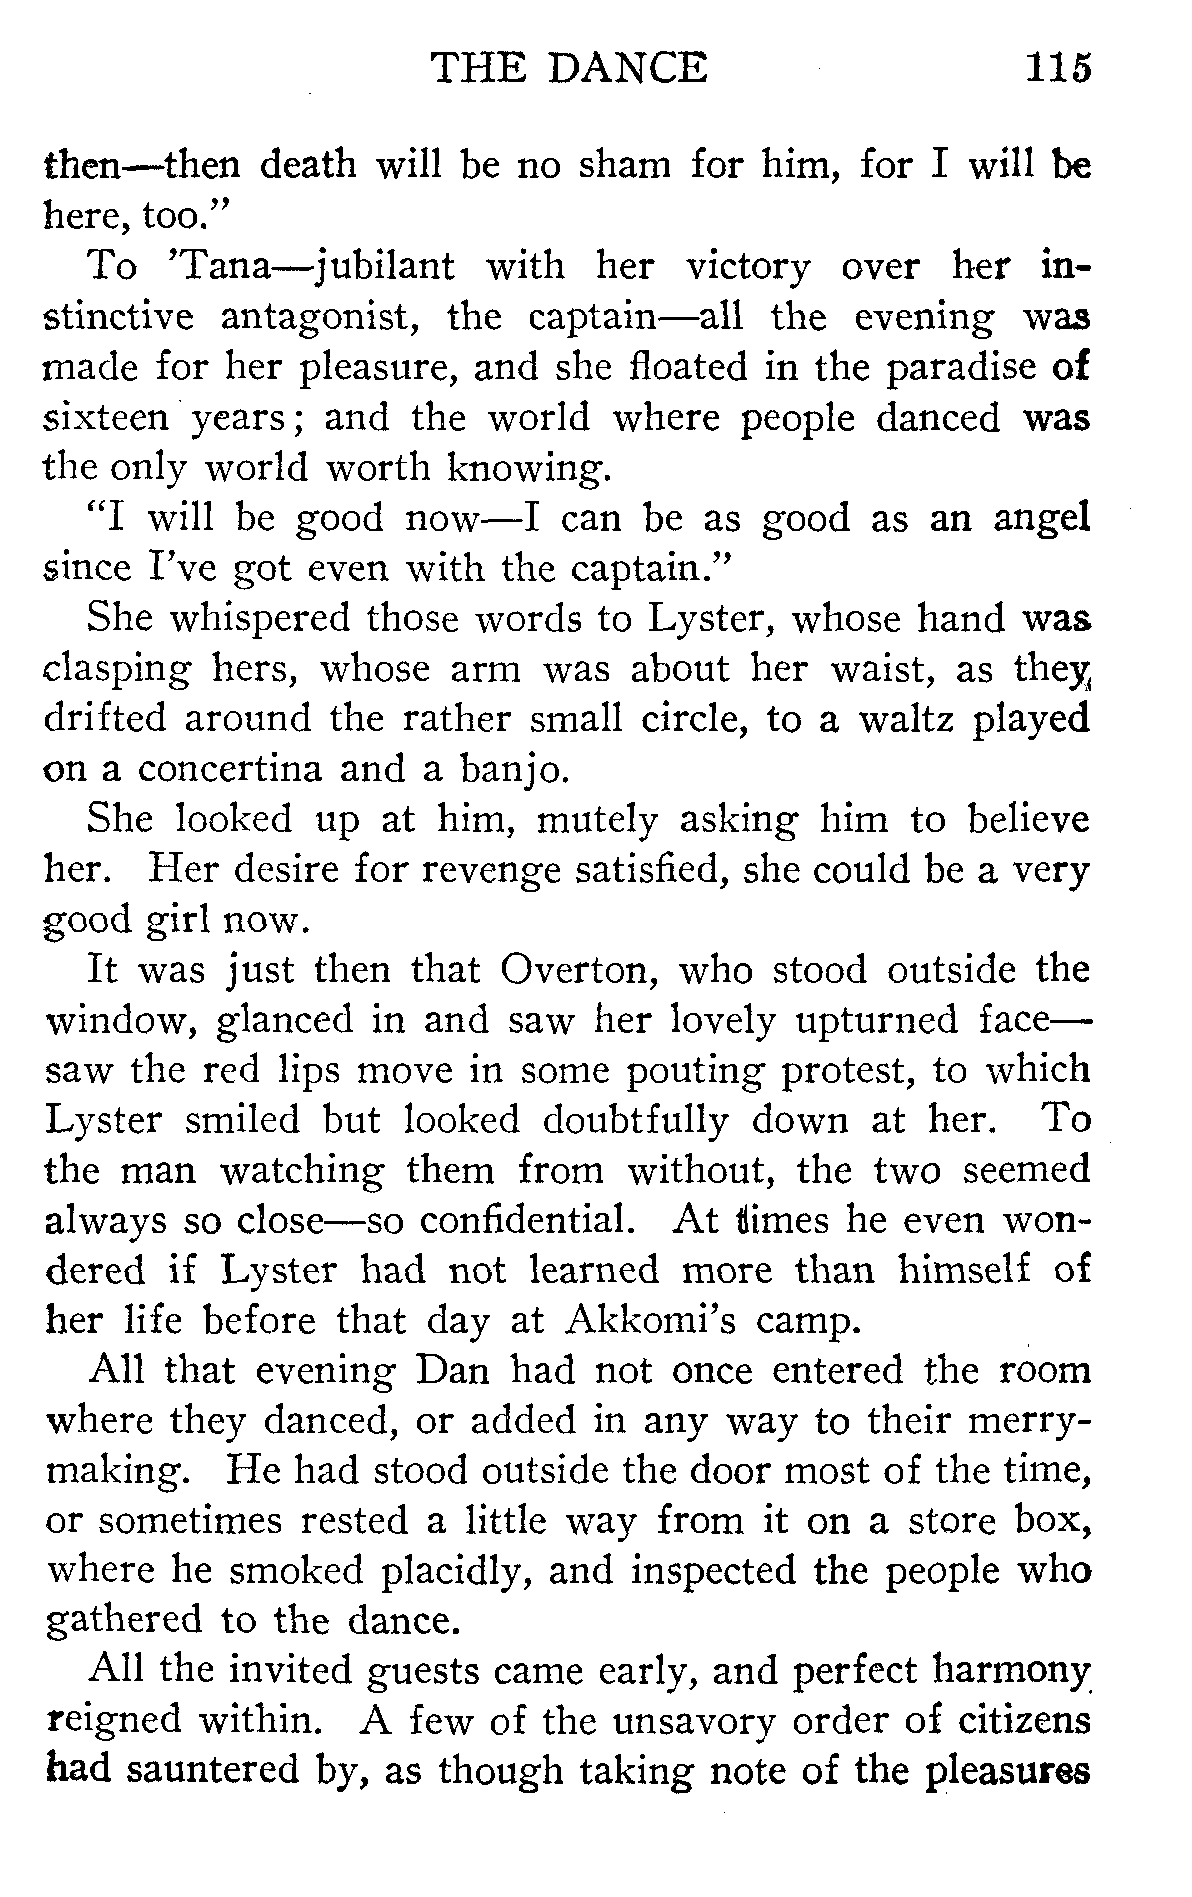 THE DANCE 115
then—then death will be no sham for him, for I will be
here, too.”
To ’Tana—jubilant with her victory over her in-
stinctive antagonist, the captain—all the evening was
made for her pleasure, and she floated in the paradise of
sixteen years; and the world where people danced was
the only world worth knowing.
“I will be good now—I can be as good as an angel
since I’ve got even with the captain.”
She whispered those words to Lyster, whose hand was
clasping hers, whose arm was about her waist, as they
drifted around the rather small circle, to a waltz played
on a concertina and a banjo.
She looked up at him, mutely asking him to believe
her. Her desire for revenge satisfied, she could be a very
good girl now.
It was just then that Overton, who stood outside the
window, glanced in and saw her lovely upturned face—
saw the red lips move in some pouting protest, to which
Lyster smiled but looked doubtfully down at her. To
the man watching them from without, the two seemed
always so close—so confidential. At times he even won-
dered if Lyster had not learned more than himself of
her life before that day at Akkomi’s camp.
All that evening Dan had not once entered the room
where they danced, or added in any way to their merry-
making. He had stood outside the door most of the time,
or sometimes rested a little way from it on a store box,
where he smoked placidly, and inspected the people who
gathered to the dance.
All the invited guests came early, and perfect harmony
reigned within. A few of the unsavory order of citizens
had sauntered by, as though taking note of the pleasures